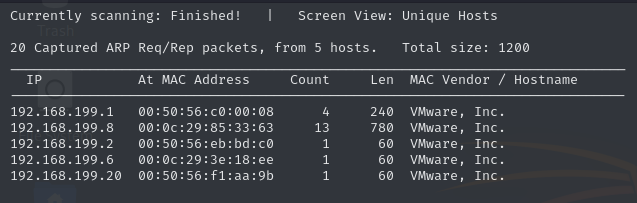 Currently scanning: Finished!   |   Screen View: Unique Hosts
Trash
20 Captured ARP Req/Rep packets, from 5 hosts.   Total size: 1200
IP            At MAC Address     Count     Len  MAC Vendor / Hostname
192.168.199.1   00:50:56:c0:00:08      4     240  VMware, Inc.
192.168.199.8   00:0c:29:85:33:63     13     780  VMware, Inc.
192.168.199.2   00:50:56:eb:bd:c0      1      60  VMware, Inc.
192.168.199.6   00:0c:29:3e:18:ee      1      60  VMware, Inc.
192.168.199.20  00:50:56:f1:aa:9b      1      60  VMware, Inc.